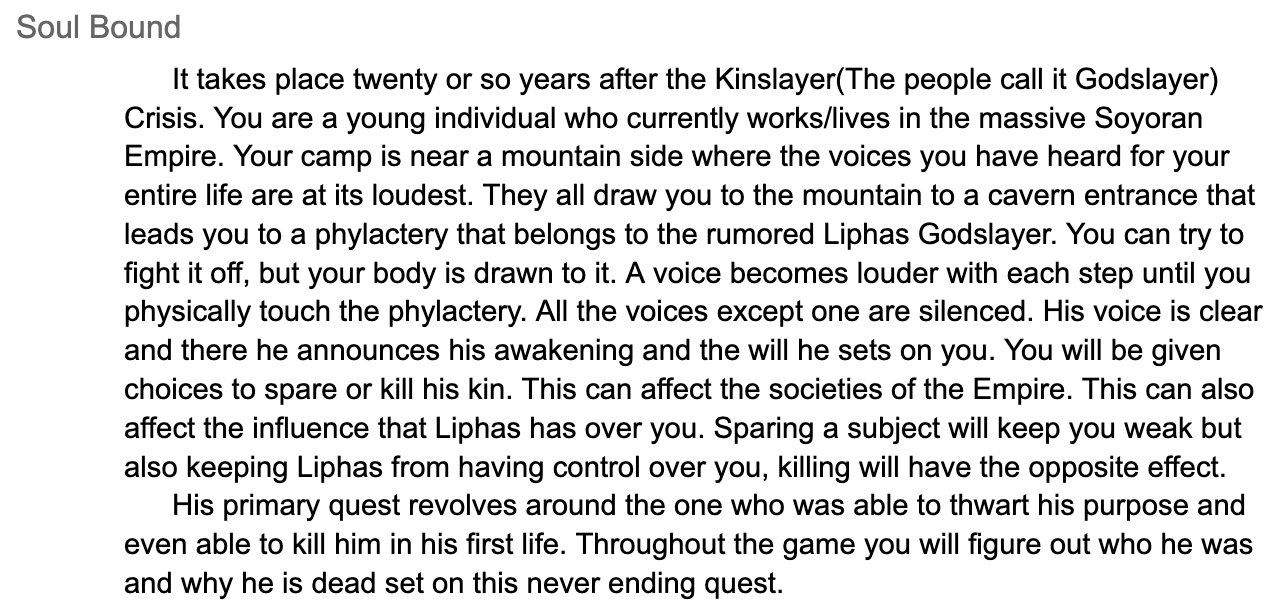 Soul Bound
It takes place twenty or so years after the Kinslayer(The people call it Godslayer)
Crisis. You are a young individual who currently works/lives in the massive Soyoran
Empire. Your camp is near a mountain side where the voices you have heard for your
entire life are at its loudest. They all draw you to the mountain to a cavern entrance that
leads you to a phylactery that belongs to the rumored Liphas Godslayer. You can try to
fight it off, but your body is drawn to it. A voice becomes louder with each step until you
physically touch the phylactery. All the voices except one are silenced. His voice is clear
and there he announces his awakening and the will he sets on you. You will be given
choices to spare or kill his kin. This can affect the societies of the Empire. This can also
affect the influence that Liphas has over you. Sparing a subject will keep you weak but
also keeping Liphas from having control over you, killing will have the opposite effect.
His primary quest revolves around the one who was able to thwart his purpose and
even able to kill him in his first life. Throughout the game you will figure out who he was
and why he is dead set on this never ending quest.